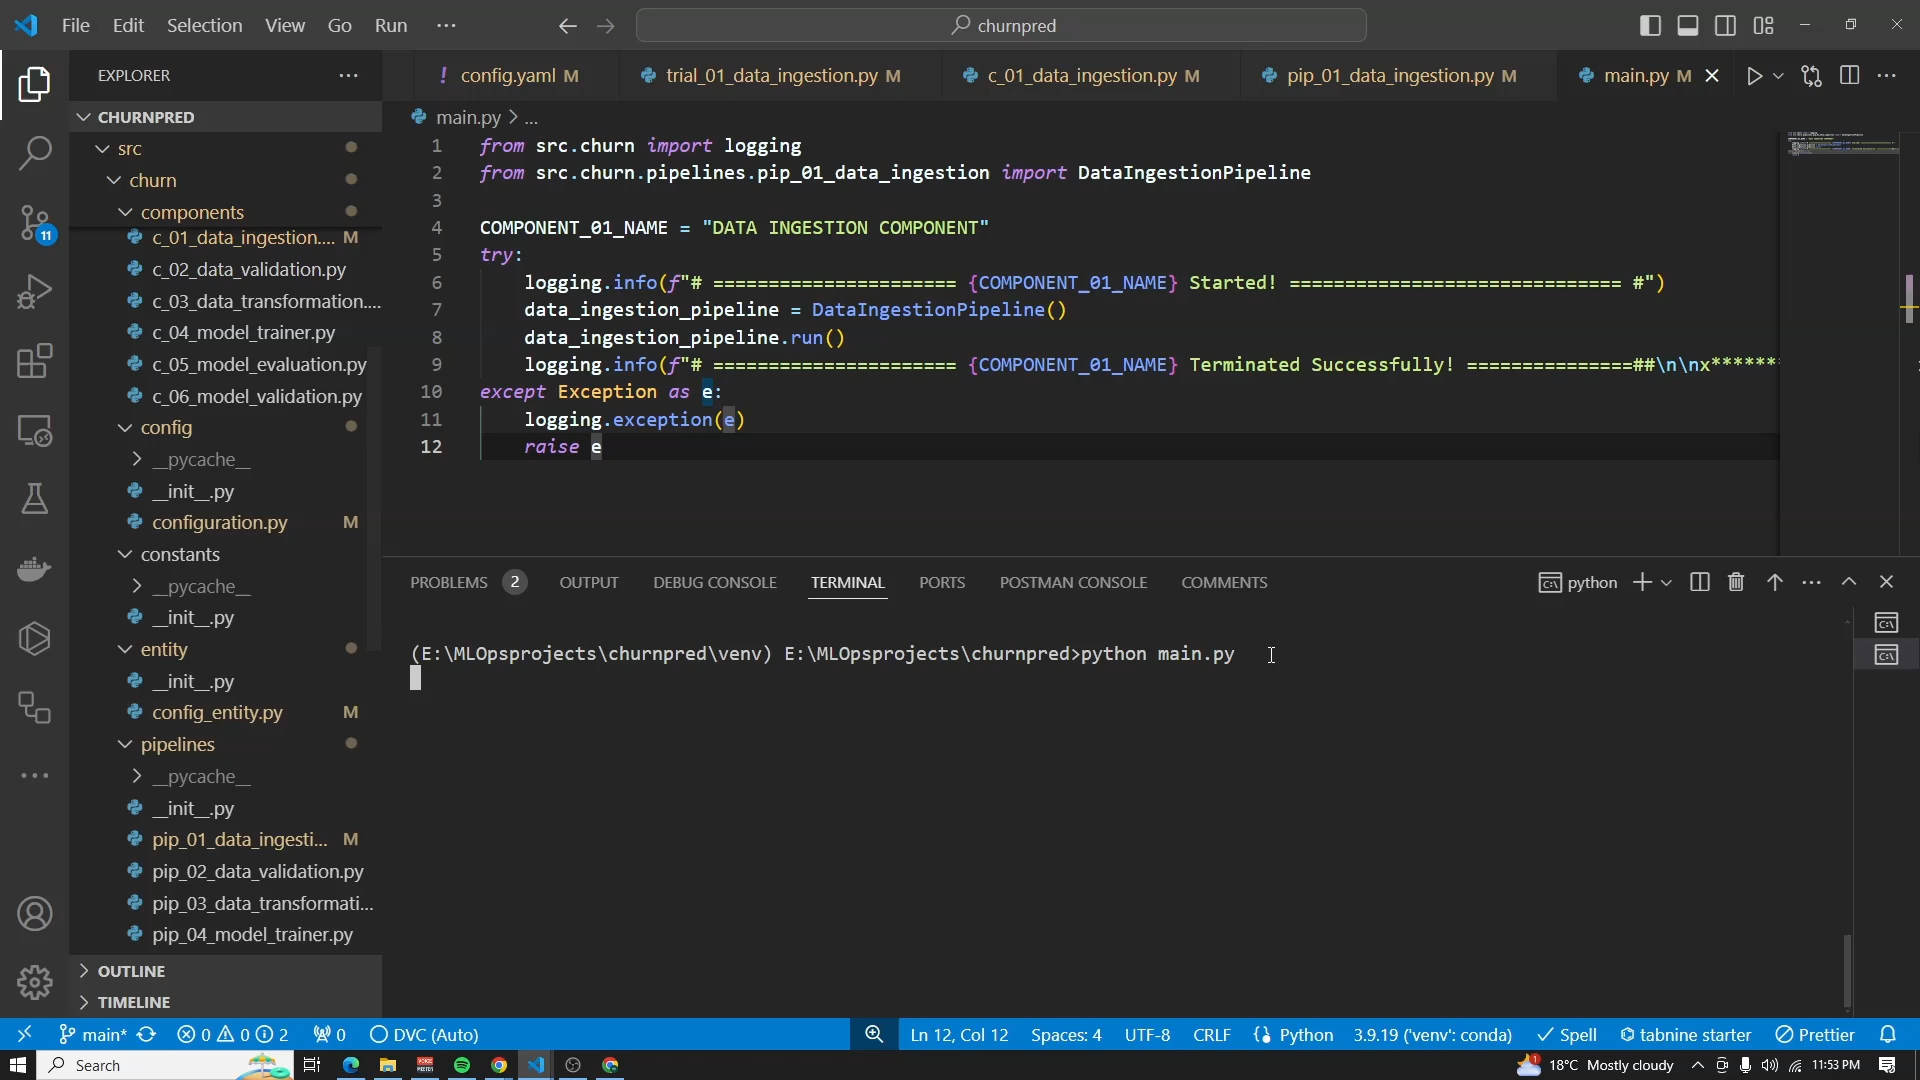 File Edit Selection View Go Run ··· churnpred
EXPLORER ···
config.yaml M trial_01_data_ingestion.py M c_01_data_ingestion.py M pip_01_data_ingestion.py M main.py M
CHURNPRED
src
churn
components
c_01_data_ingestion.... M
c_02_data_validation.py
c_03_data_transformation....
c_04_model_trainer.py
c_05_model_evaluation.py
c_06_model_validation.py
config
__pycache__
__init__.py
configuration.py M
constants
__pycache__
__init__.py
entity
__init__.py
config_entity.py M
pipelines
__pycache__
__init__.py
pip_01_data_ingesti... M
pip_02_data_validation.py
pip_03_data_transformati...
pip_04_model_trainer.py
OUTLINE
TIMELINE
11
main.py > ...
1 from src.churn import logging
2 from src.churn.pipelines.pip_01_data_ingestion import DataIngestionPipeline
3
4 COMPONENT_01_NAME = "DATA INGESTION COMPONENT"
5 try:
6 logging.info(f"# ====================== {COMPONENT_01_NAME} Started! ============================== #")
7 data_ingestion_pipeline = DataIngestionPipeline()
8 data_ingestion_pipeline.run()
9 logging.info(f"# ====================== {COMPONENT_01_NAME} Terminated Successfully! ===============##\n\nx*******
10 except Exception as e:
11 logging.exception(e)
12 raise e
PROBLEMS 2 OUTPUT DEBUG CONSOLE TERMINAL PORTS POSTMAN CONSOLE COMMENTS python
(E:\MLOpsprojects\churnpred\venv) E:\MLOpsprojects\churnpred>python main.py
main* 0 0 2 0 DVC (Auto) Ln 12, Col 12 Spaces: 4 UTF-8 CRLF Python 3.9.19 ('venv': conda) Spell tabnine starter Prettier
Search 1 18°C Mostly cloudy 11:53 PM